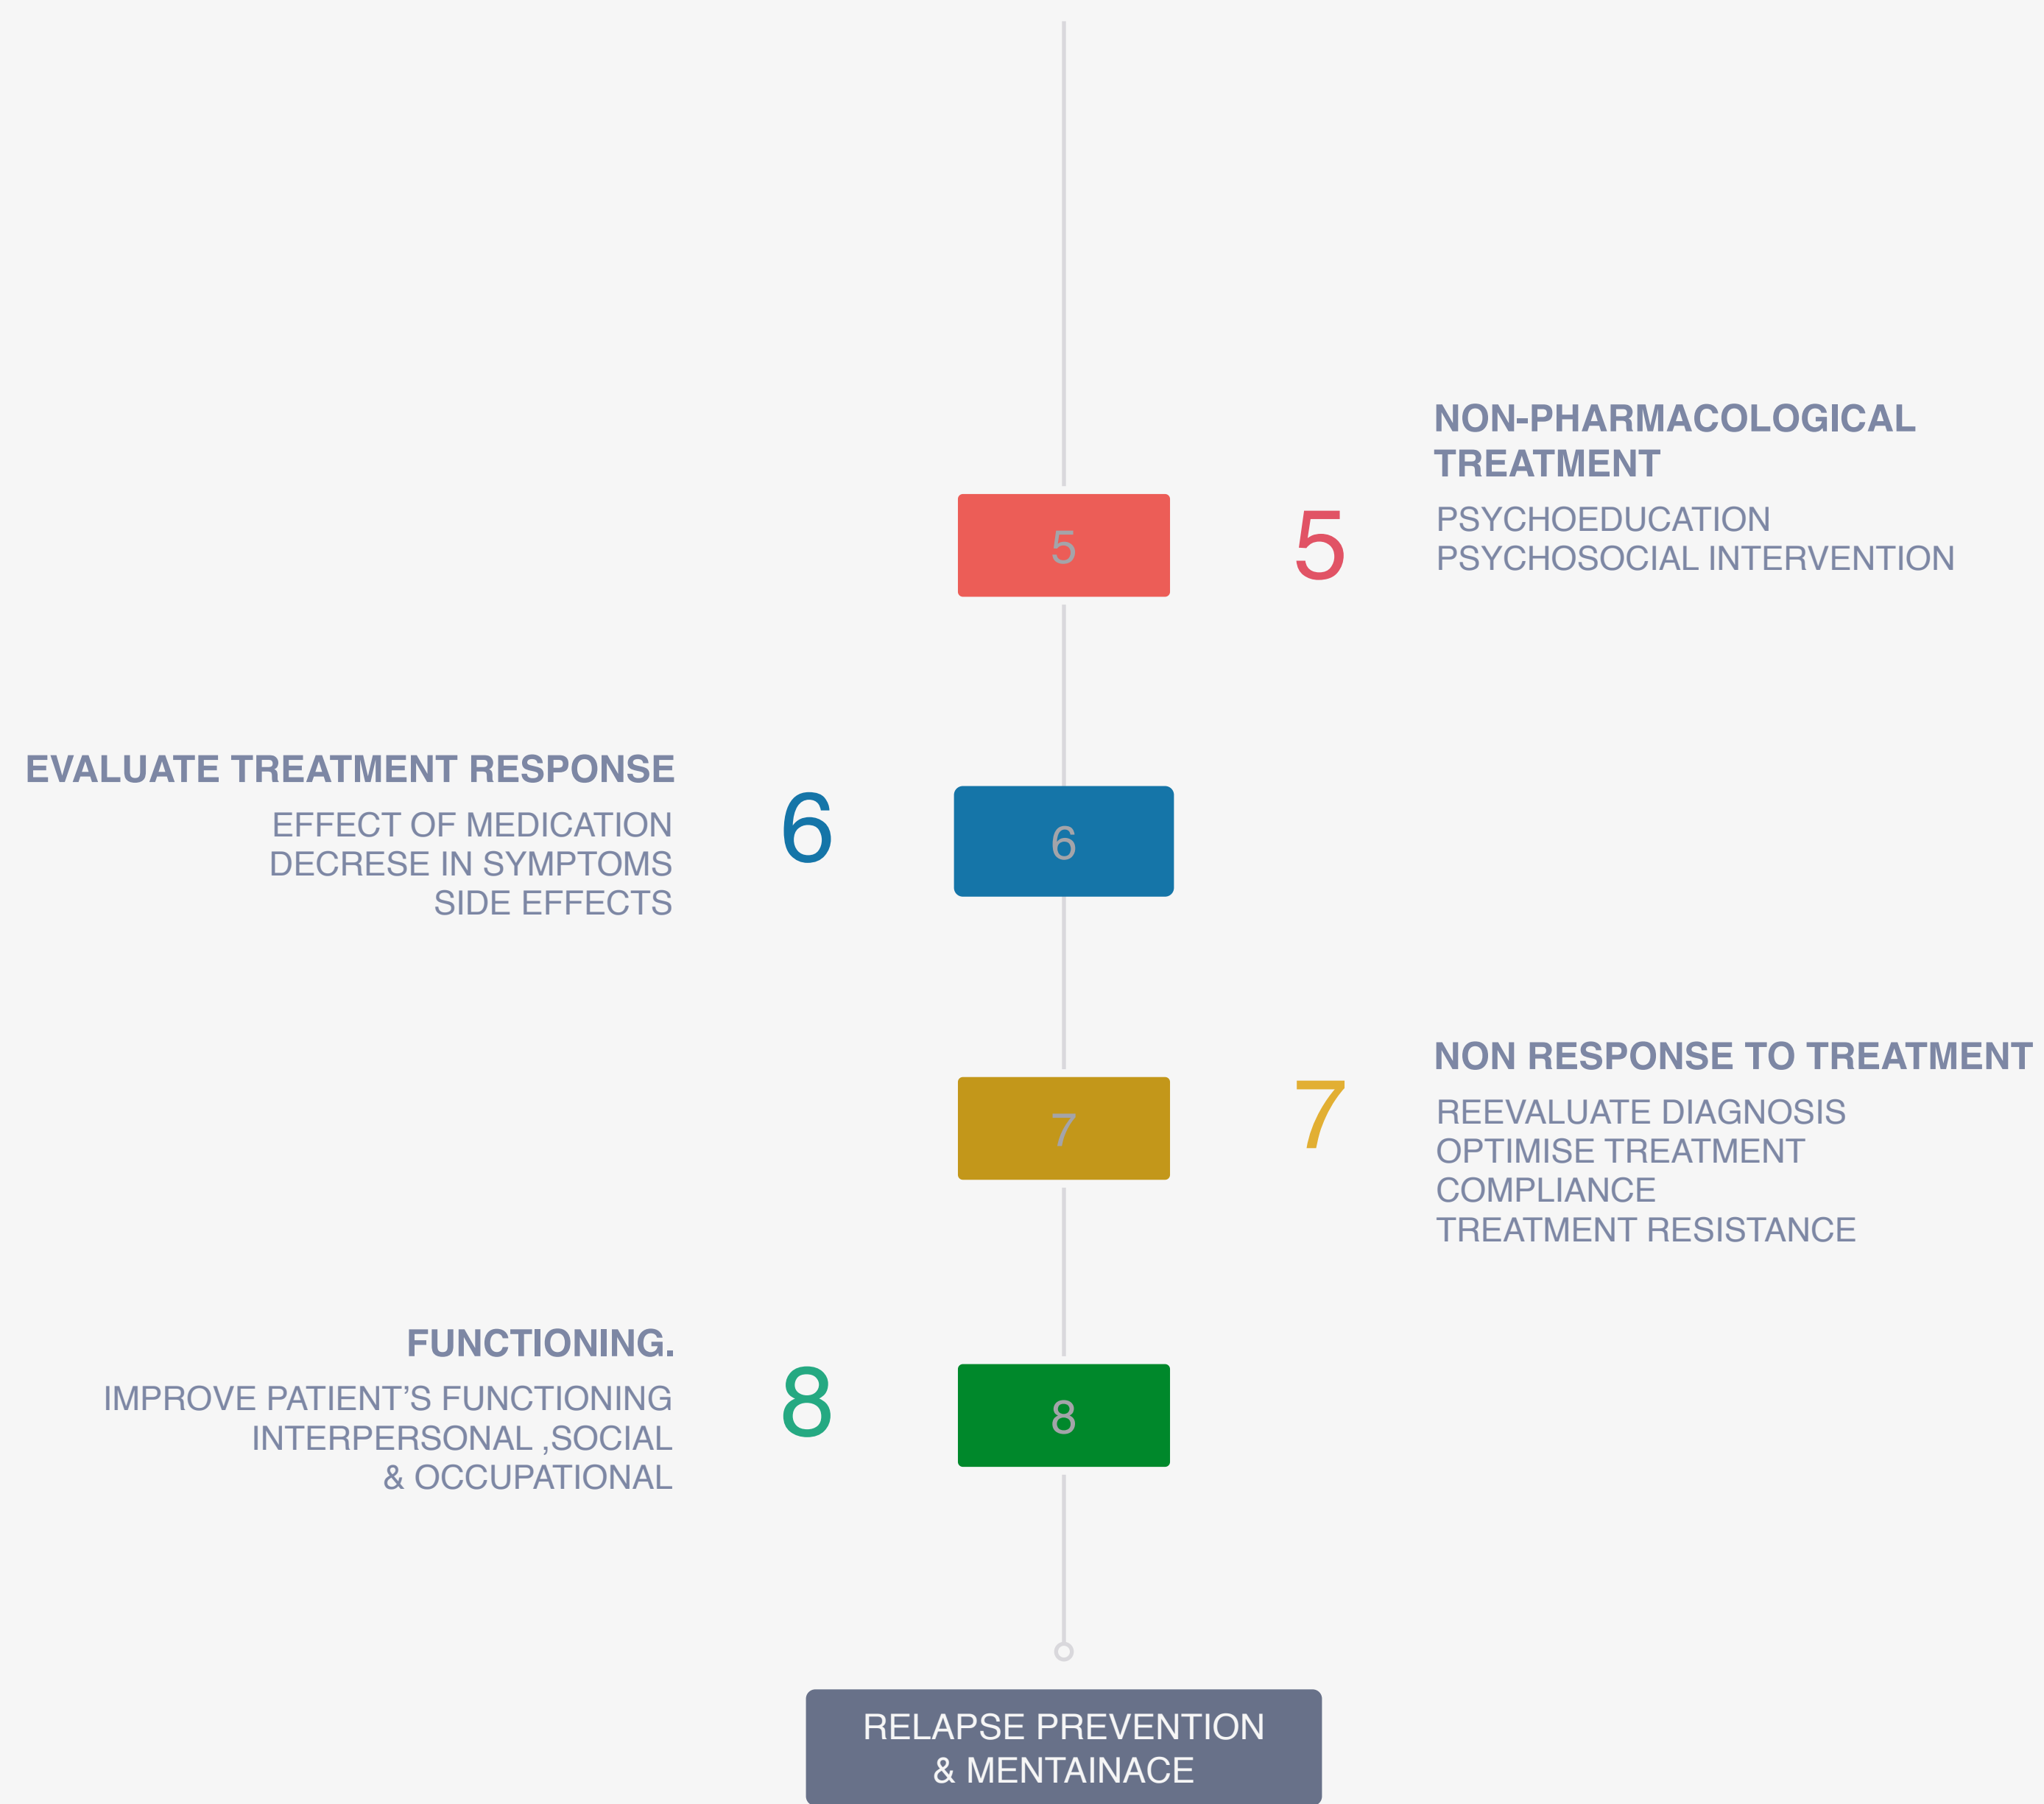 NON-PHARMACOLOGICAL
TREATMENT
PSYCHOEDUCATION
PSYCHOSOCIAL INTERVENTION
5
5
EVALUATE TREATMENT RESPONSE
EFFECT OF MEDICATION
DECRESE IN SYMPTOMS
SIDE EFFECTS
6
6
NON RESPONSE TO TREATMENT
REEVALUATE DIAGNOSIS
OPTIMISE TREATMENT
COMPLIANCE
TREATMENT RESISTANCE
7
7
FUNCTIONING.
IMPROVE PATIENT’S FUNCTIONING
INTERPERSONAL ,SOCIAL
& OCCUPATIONAL
8
8
RELAPSE PREVENTION
& MENTAINACE